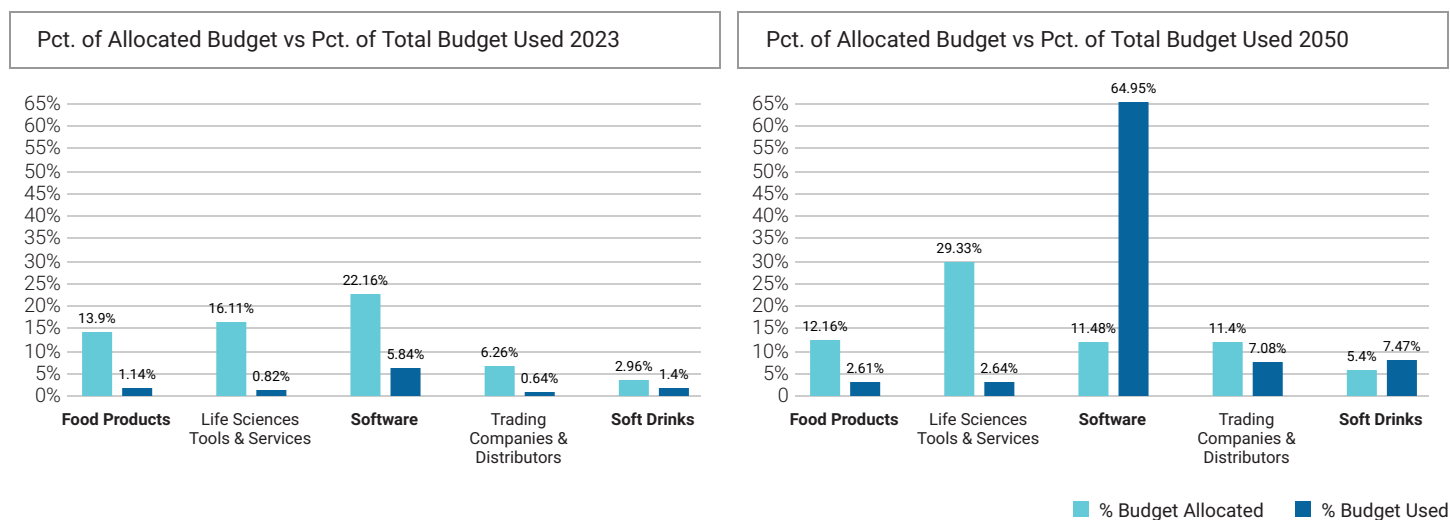 Pct. of Allocated Budget vs Pct. of Total Budget Used 2023
65%
60%
55%
50%
45%
40%
35%
30%
25%
20%
15%
10%
5%
0%
13.9%
1.14%
16.11%
0.82%
22.16%
5.84%
6.26%
0.64%
2.96%
1.4%
Food Products
Life Sciences
Tools & Services
Software
Trading
Companies &
Distributors
Soft Drinks
Pct. of Allocated Budget vs Pct. of Total Budget Used 2050
65%
60%
55%
50%
45%
40%
35%
30%
25%
20%
15%
10%
5%
0
12.16%
2.61%
29.33%
2.64%
11.48%
64.95%
11.4%
7.08%
5.4%
7.47%
Food Products
Life Sciences
Tools & Services
Software
Trading
Companies &
Distributors
Soft Drinks
% Budget Allocated
% Budget Used